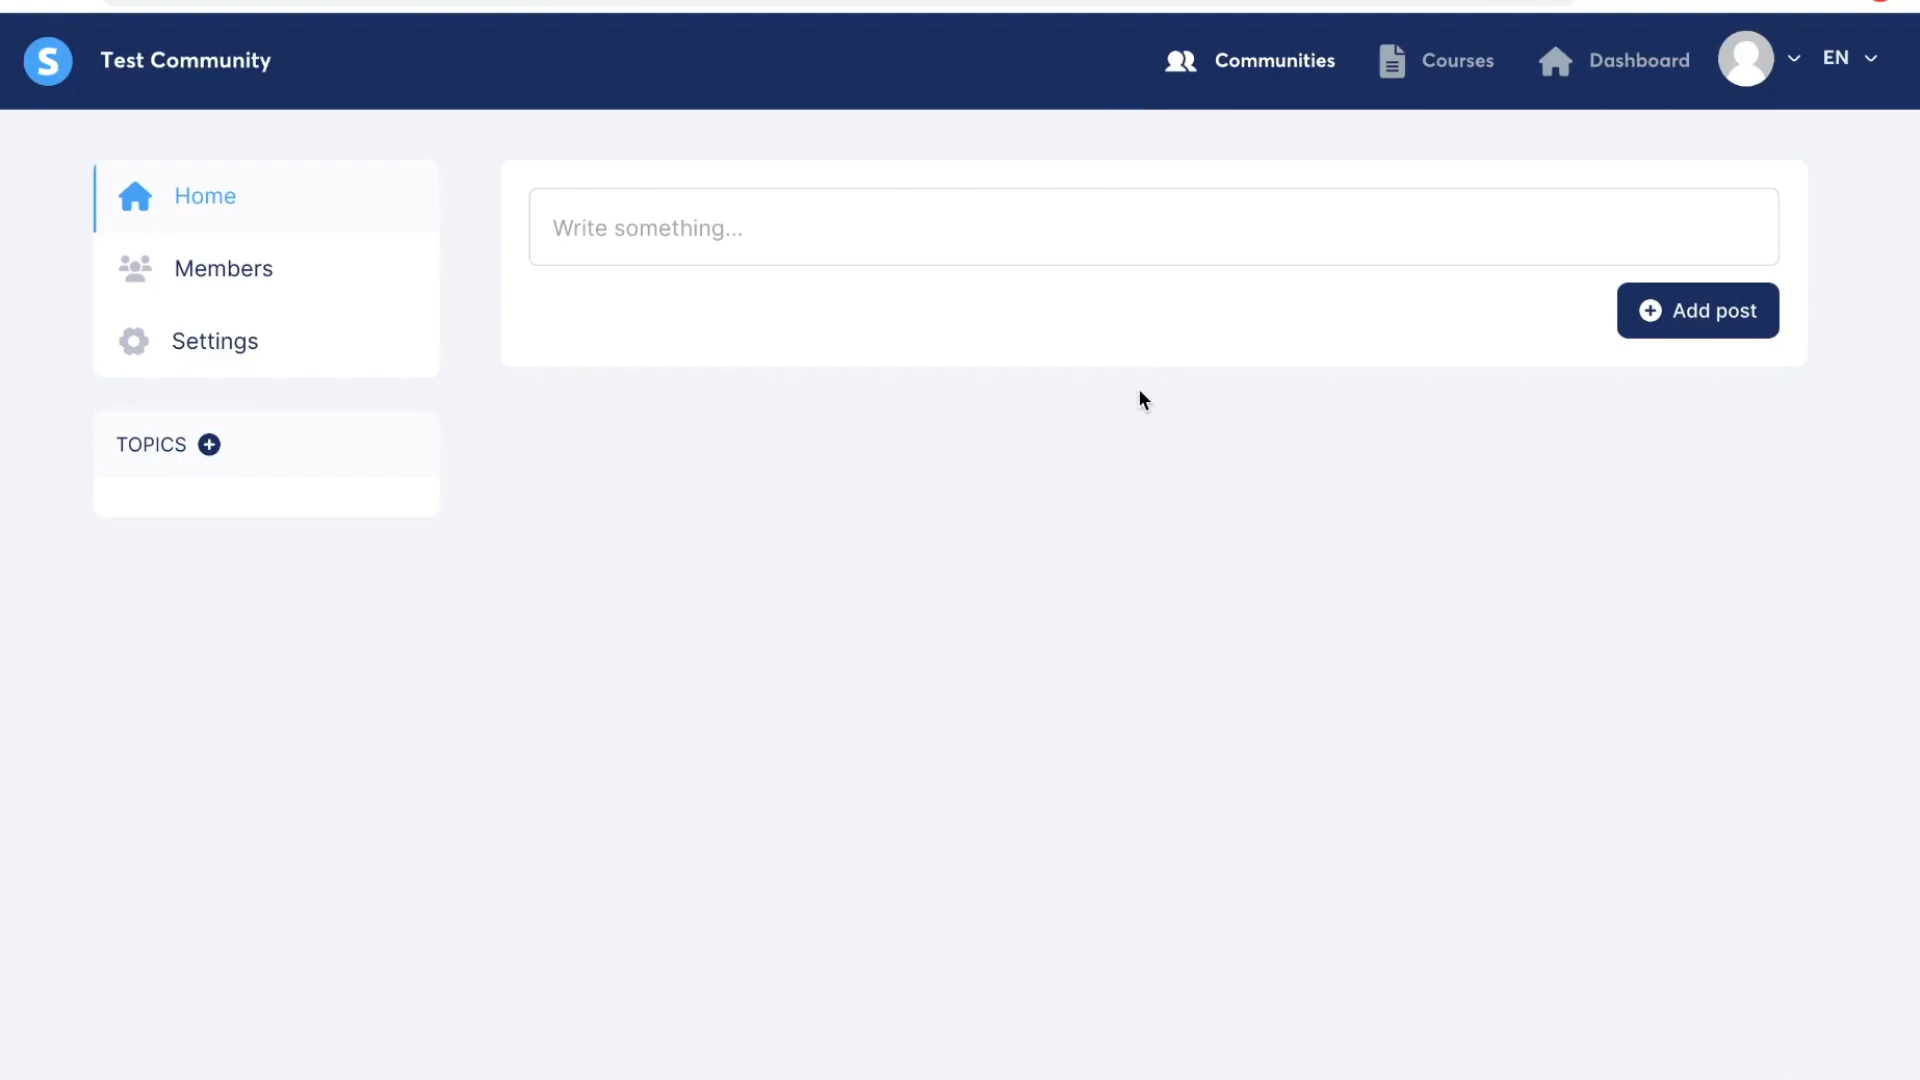 S
Test Community
Communities
Courses
Dashboard
EN
Home
Members
Settings
TOPICS
Write something...
Add post